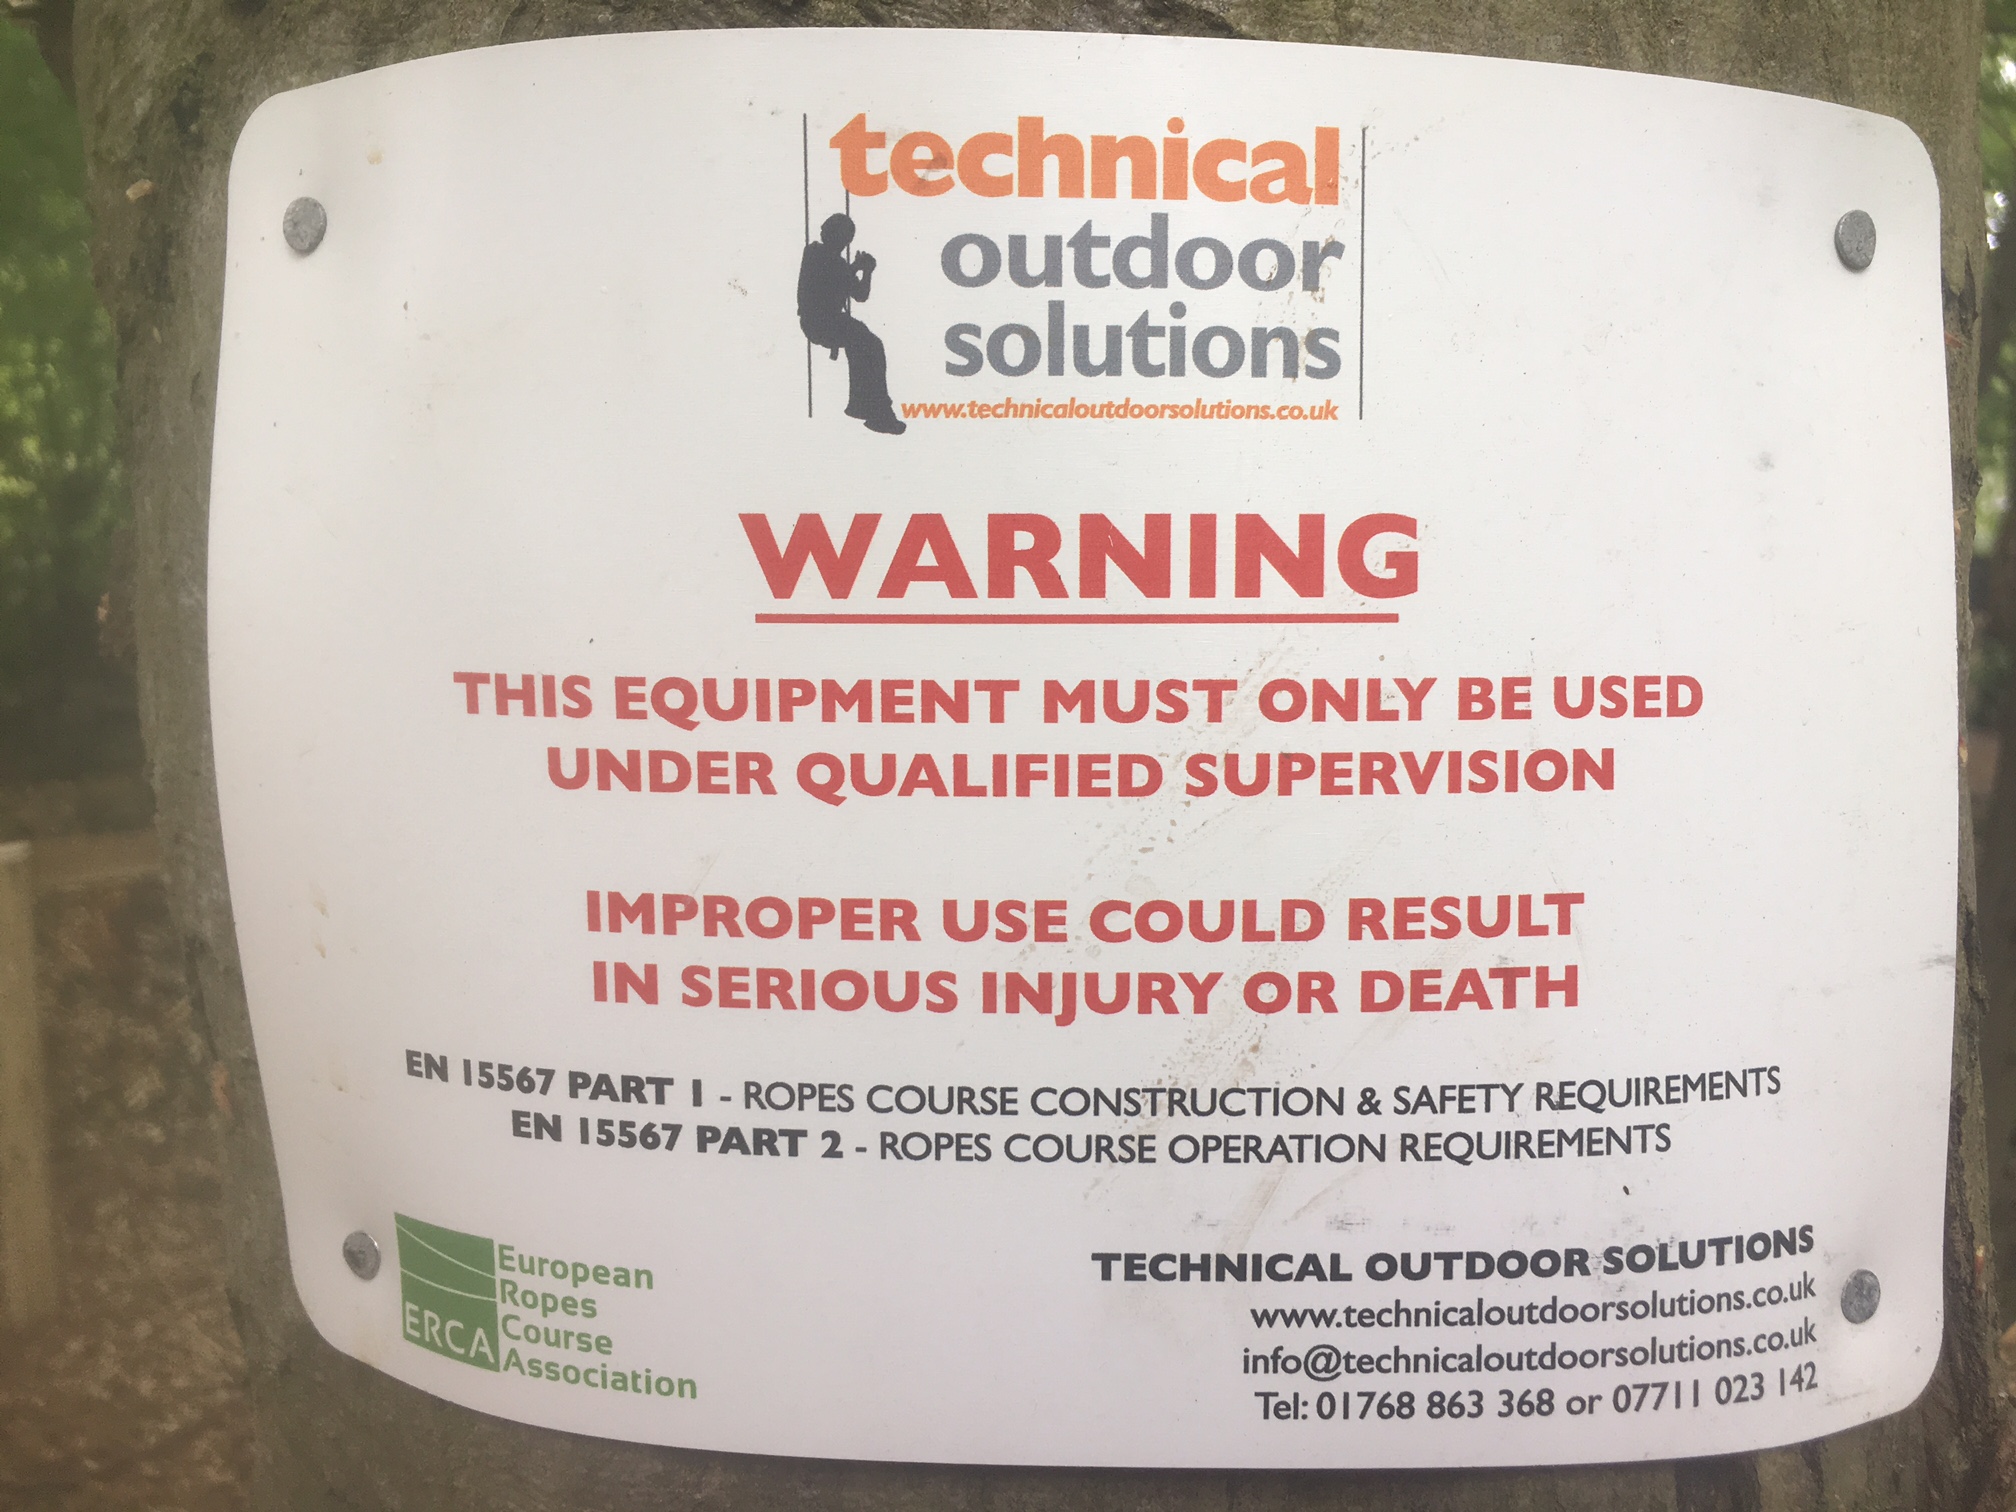 technical
outdoor
solutions
www.technicaloutdoorsolutions.co.uk
WARNING
THIS EQUIPMENT MUST ONLY BE USED
UNDER QUALIFIED SUPERVISION
IMPROPER USE COULD RESULT
IN SERIOUS INJURY OR DEATH
EN 15567 PART 1 - ROPES COURSE CONSTRUCTION & SAFETY REQUIREMENTS
EN 15567 PART 2 - ROPES COURSE OPERATION REQUIREMENTS
ERCA
European
Ropes
Course
Association
TECHNICAL OUTDOOR SOLUTIONS
www.technicaloutdoorsolutions.co.uk
info@technicaloutdoorsolutions.co.uk
Tel: 01768 863 368 or 07711 023 142